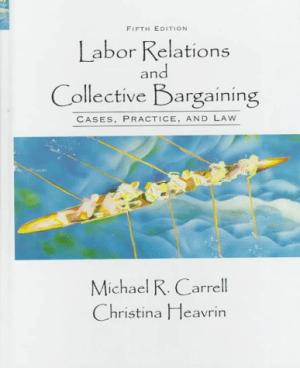 Fifth Edition
Labor Relations
and
Collective Bargaining
Cases, Practice, and Law
Michael R. Carrell
Christina Heavrin